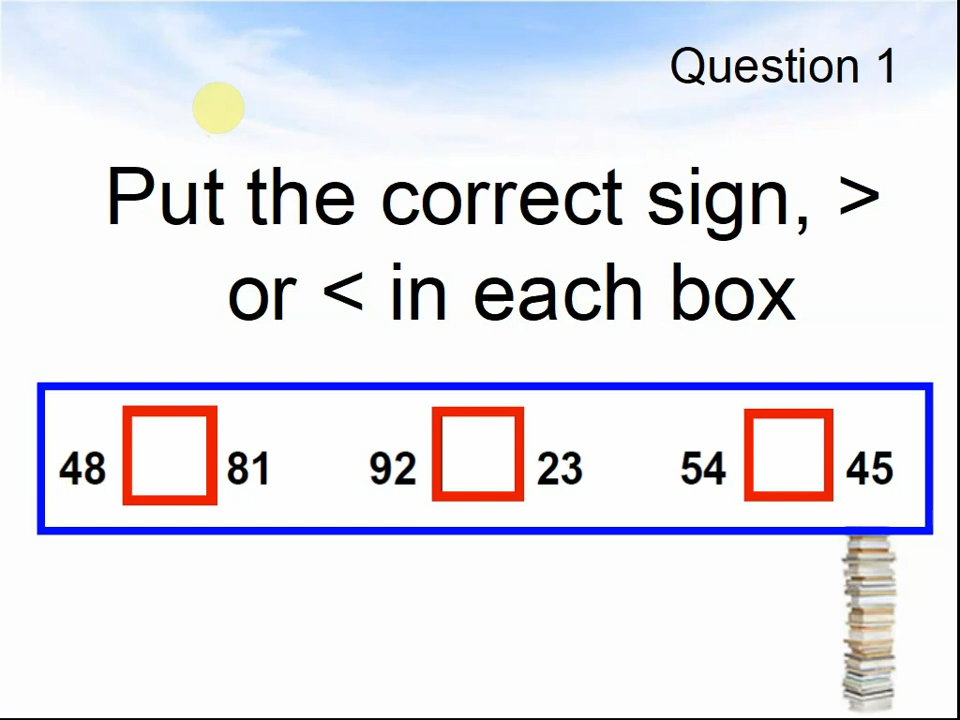 Question 1
Put the correct sign, >
or < in each box
48 81 92 23 54 45